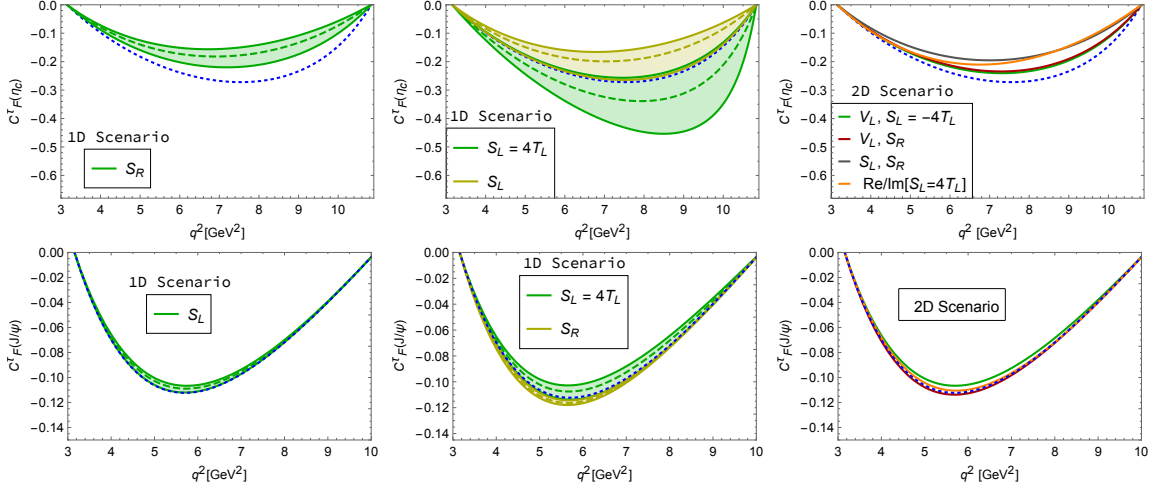 C^τ_F(η_c)
0.0
−0.1
−0.2
−0.3
−0.4
−0.5
−0.6
1D Scenario
S_R
3 4 5 6 7 8 9 10
q²[GeV²]
C^τ_F(η_c)
0.0
−0.1
−0.2
−0.3
−0.4
−0.5
−0.6
1D Scenario
S_L = 4T_L
S_L
3 4 5 6 7 8 9 10
q²[GeV²]
C^τ_F(η_c)
0.0
−0.1
−0.2
−0.3
−0.4
−0.5
−0.6
2D Scenario
V_L, S_L = −4T_L
V_L, S_R
S_L, S_R
Re/Im[S_L=4T_L]
3 4 5 6 7 8 9 10
q² [GeV²]
C^τ_F(J/ψ)
0.00
−0.02
−0.04
−0.06
−0.08
−0.10
−0.12
−0.14
1D Scenario
S_L
3 4 5 6 7 8 9 10
q²[GeV²]
C^τ_F(J/ψ)
0.00
−0.02
−0.04
−0.06
−0.08
−0.10
−0.12
−0.14
1D Scenario
S_L = 4T_L
S_R
3 4 5 6 7 8 9 10
q²[GeV²]
C^τ_F(J/ψ)
0.00
−0.02
−0.04
−0.06
−0.08
−0.10
−0.12
−0.14
2D Scenario
3 4 5 6 7 8 9 10
q² [GeV²]